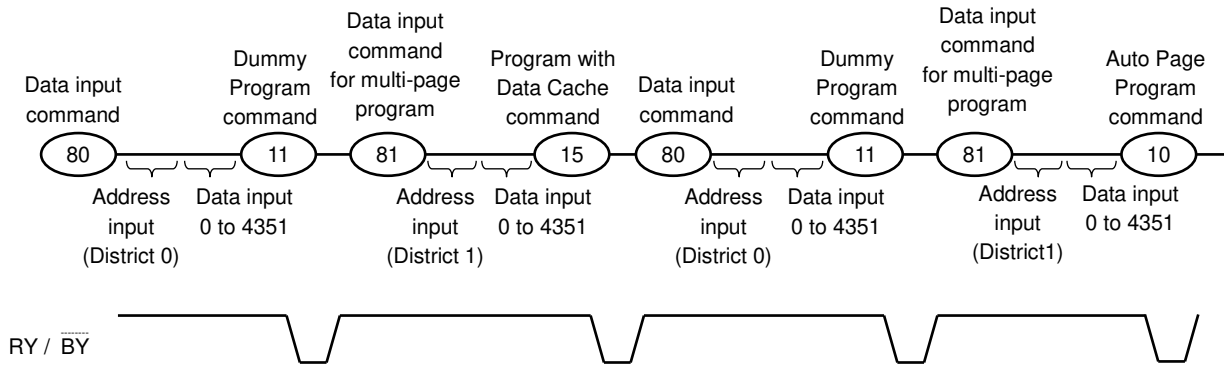 Data input
command
80
Address
input
(District 0)
Data input
0 to 4351
Dummy
Program
command
11
Data input
command
for multi-page
program
81
Address
input
(District 1)
Data input
0 to 4351
Program with
Data Cache
command
15
Data input
command
80
Address
input
(District 0)
Data input
0 to 4351
Dummy
Program
command
11
Data input
command
for multi-page
program
81
Address
input
(District1)
Data input
0 to 4351
Auto Page
Program
command
10
RY / BY